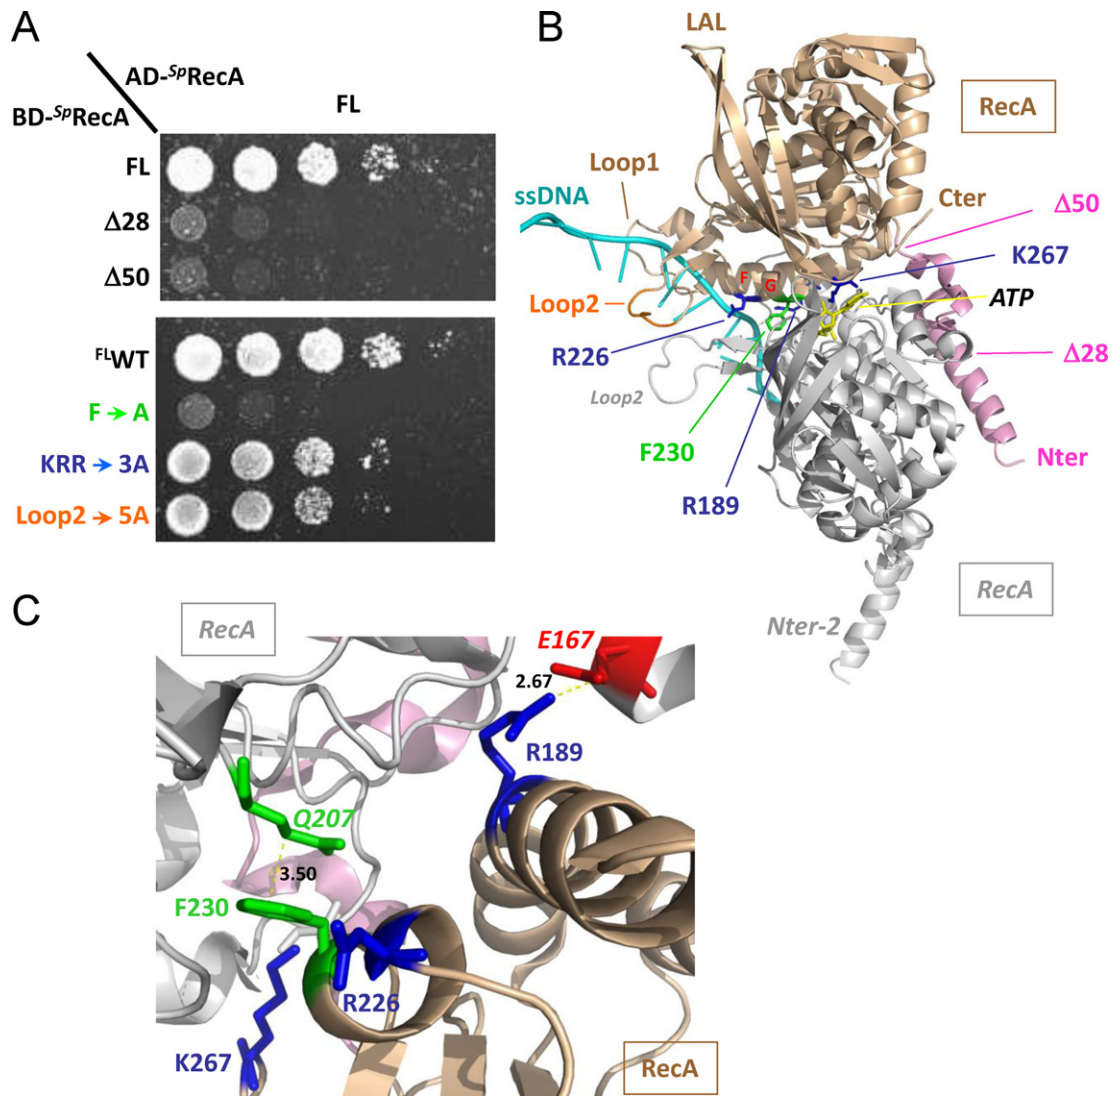 A
AD-SpRecA
BD-SpRecA
FL
FL
Δ28
Δ50
FLWT
F → A
KRR → 3A
Loop2 → 5A
B
LAL
RecA
Loop1
ssDNA
Cter
Δ50
K267
F G
Loop2
ATP
R226
Δ28
Loop2
F230
Nter
R189
RecA
Nter-2
C
RecA
E167
2.67
R189
Q207
3.50
F230
R226
K267
RecA